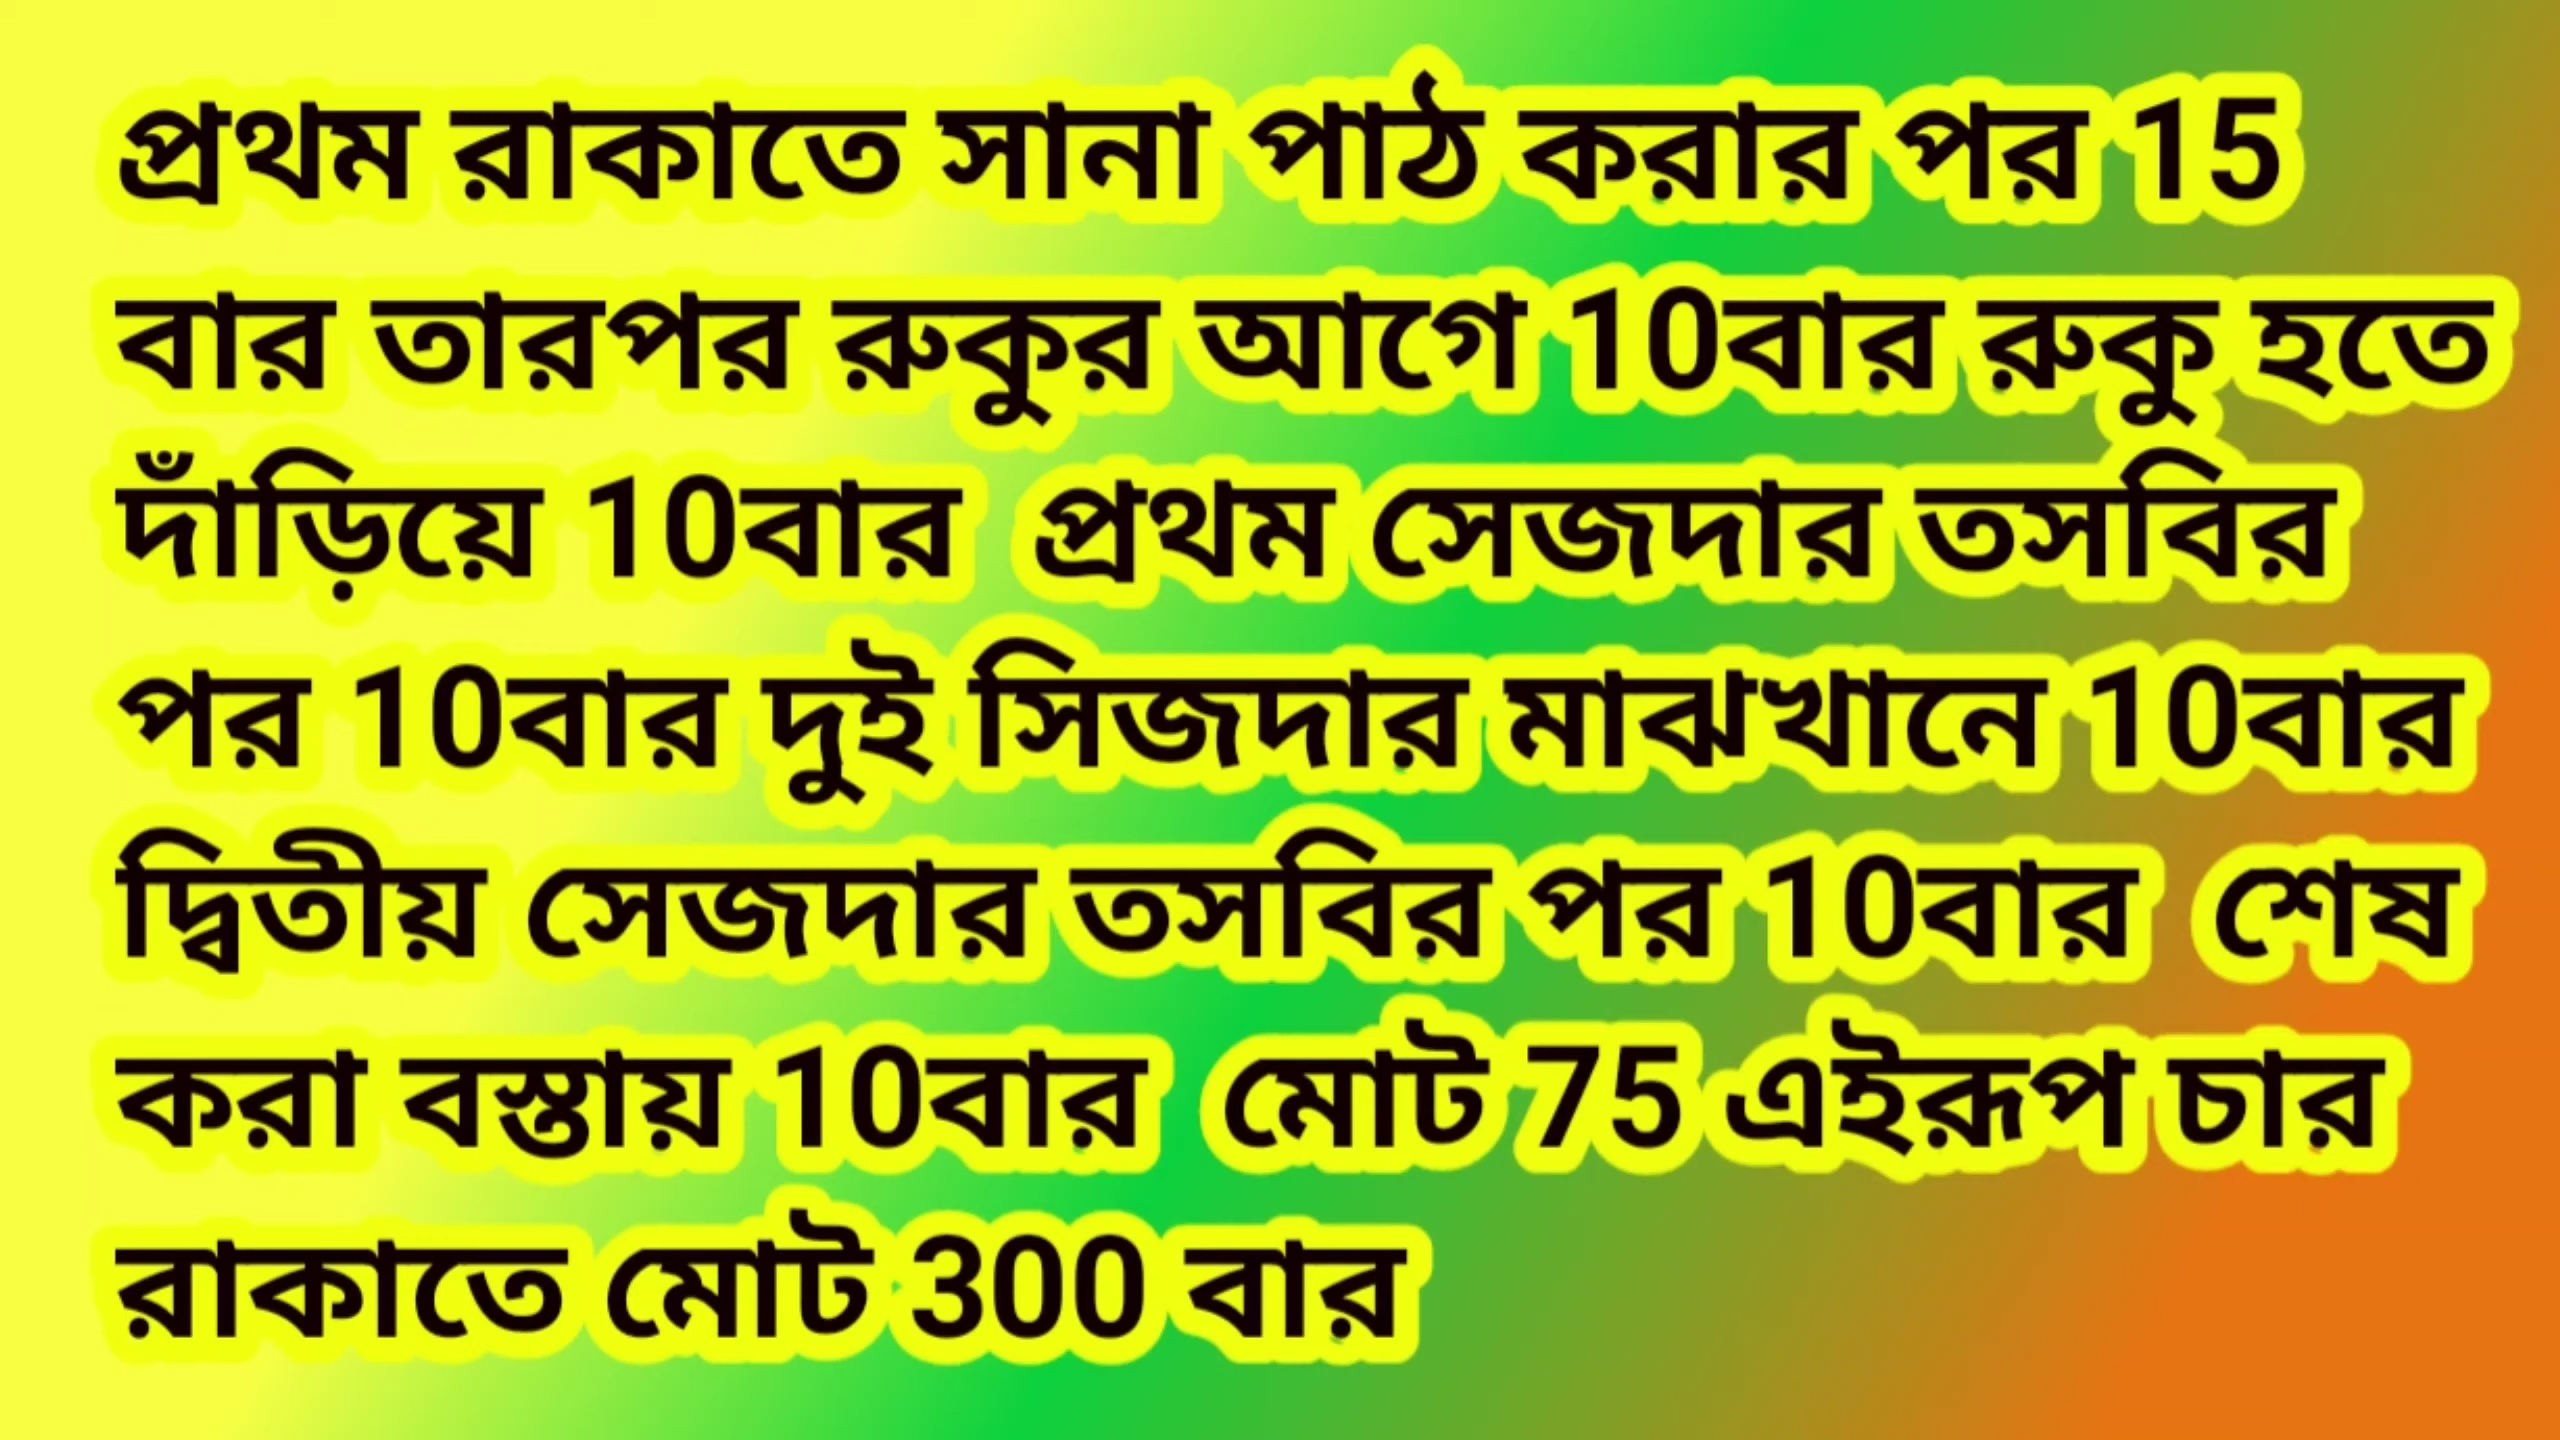 প্রথম রাকাতে সানা পাঠ করার পর 15
বার তারপর রুকুর আগে 10বার রুকু হতে
দাঁড়িয়ে 10বার প্রথম সেজদার তসবির
পর 10বার দুই সিজদার মাঝখানে 10বার
দ্বিতীয় সেজদার তসবির পর 10বার শেষ
করা বস্তায় 10বার মোট 75 এইরূপ চার
রাকাতে মোট 300 বার